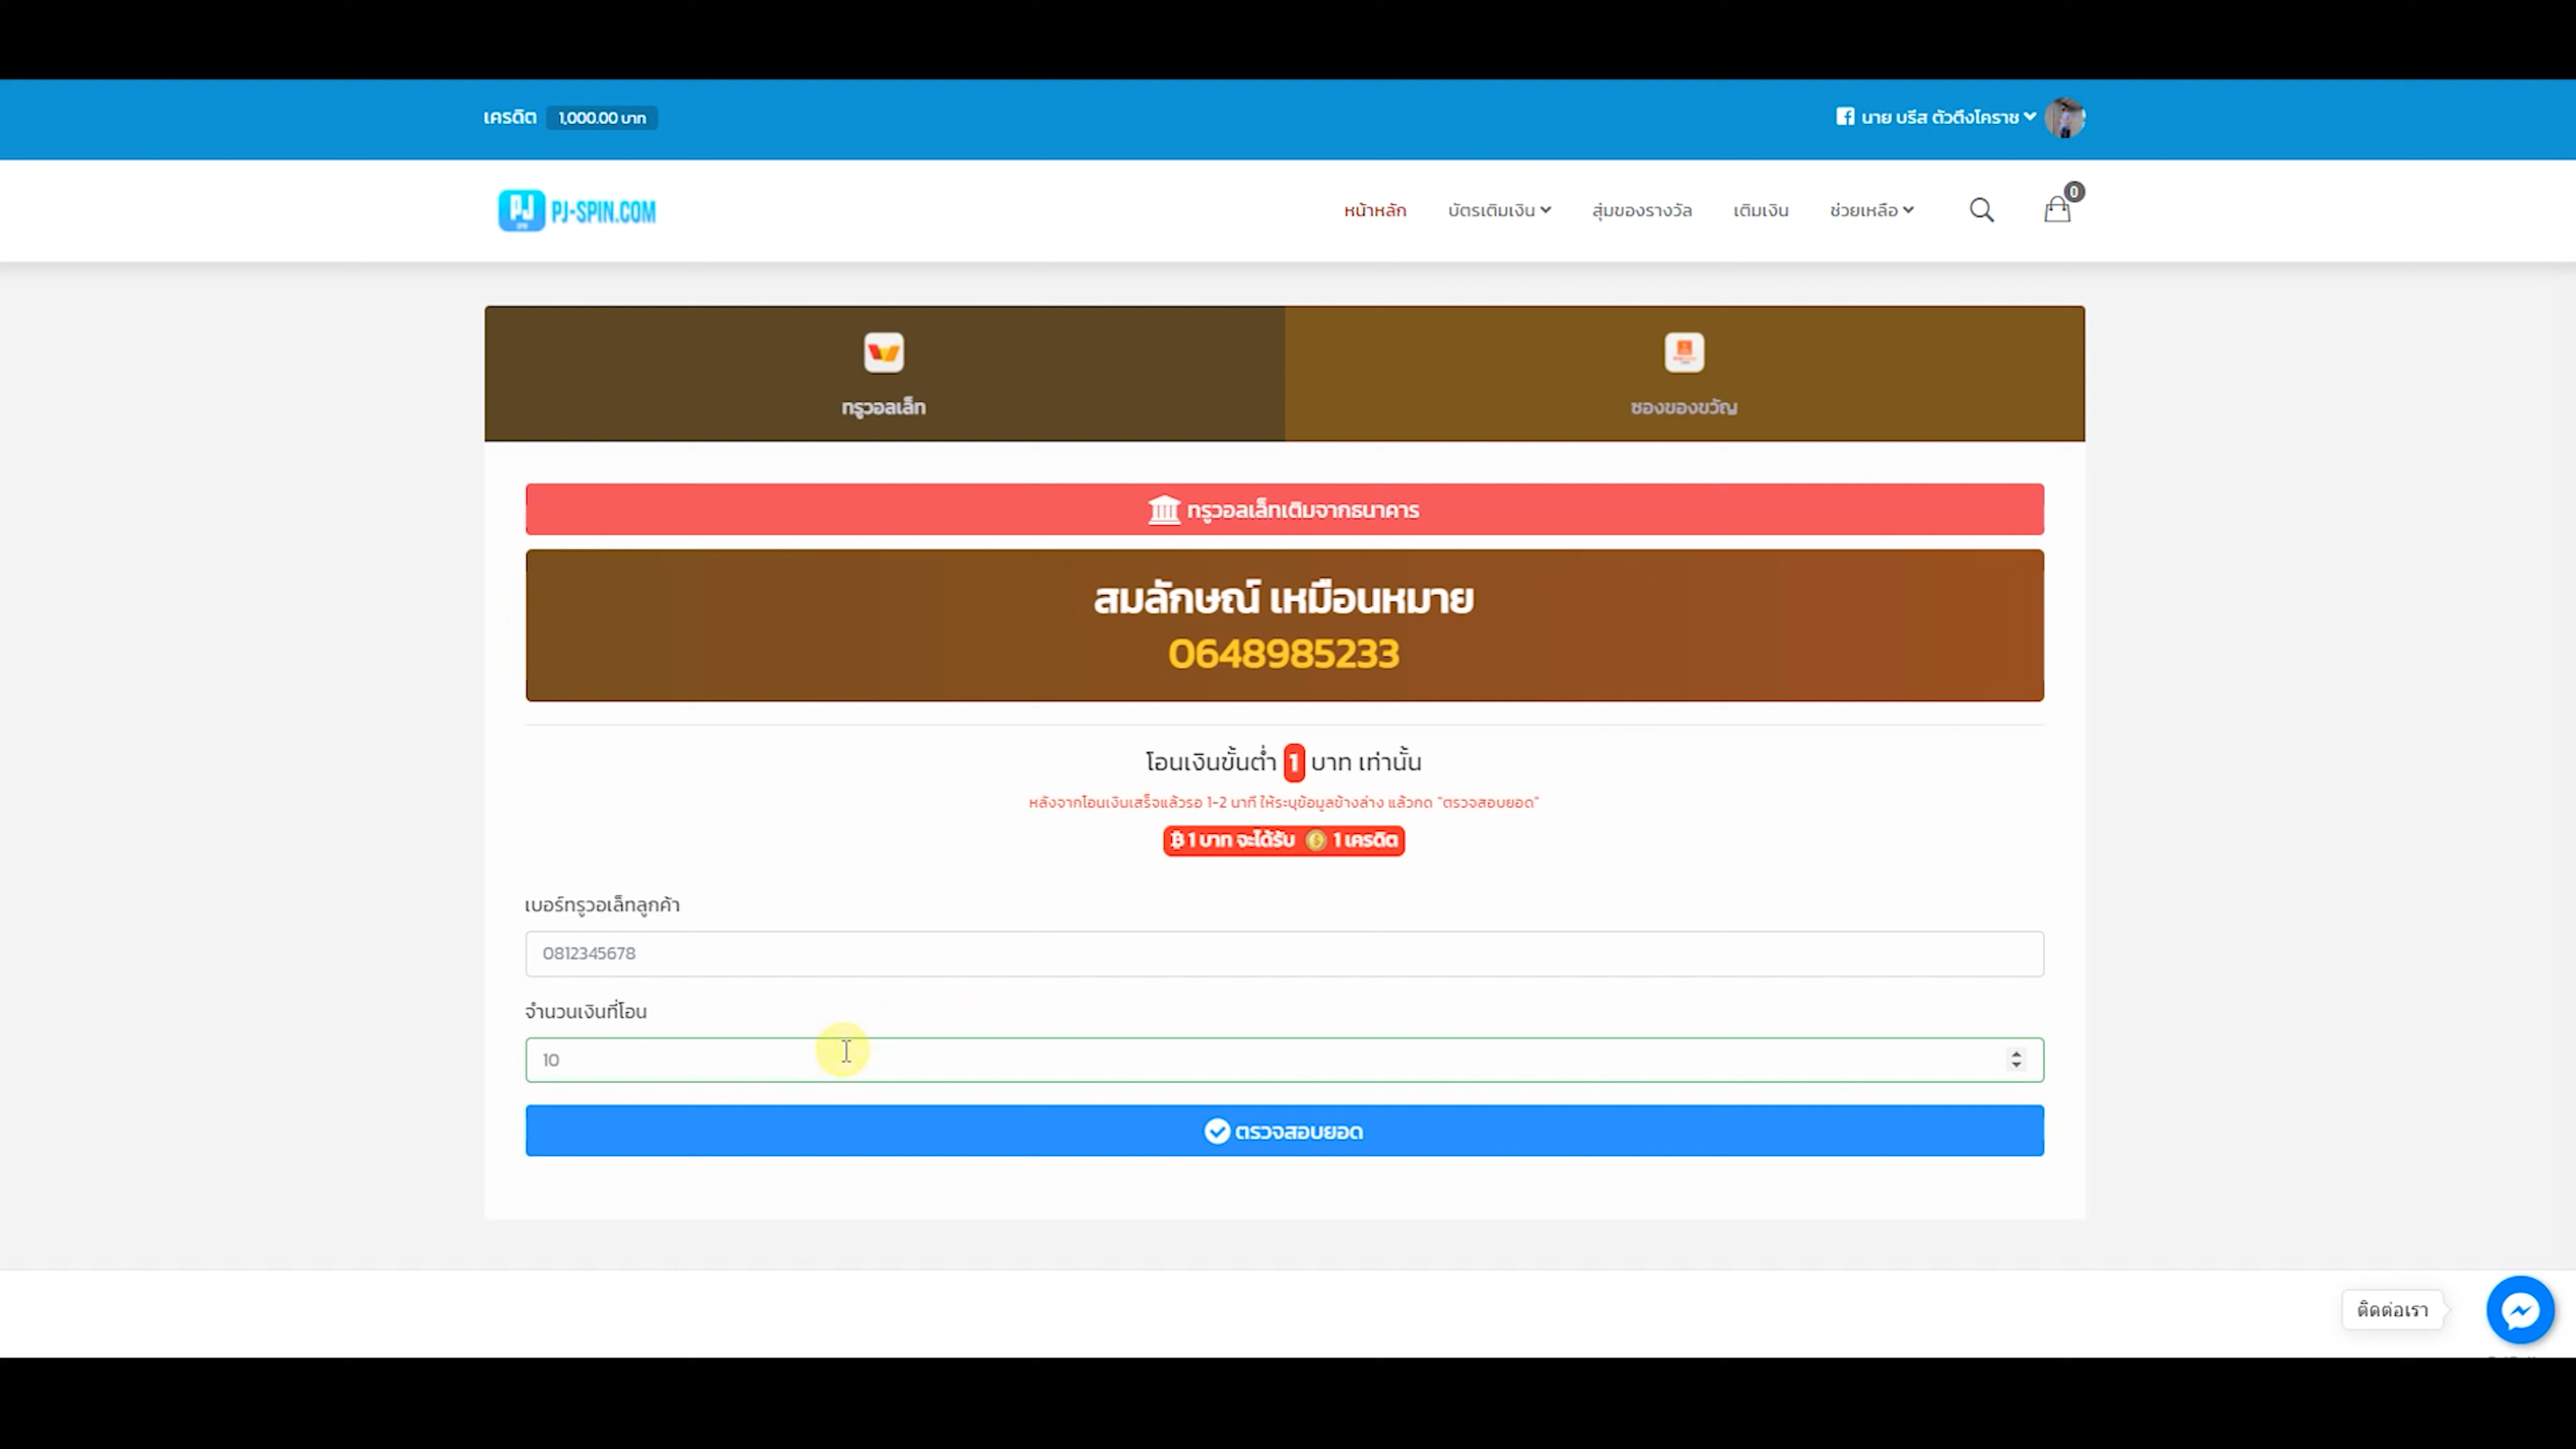 เครดิต 1,000.00 บาท
นาย บรีส ตัวตึงโคราช
PJ PJ-SPIN.COM
หน้าหลัก บัตรเติมเงิน สุ่มของรางวัล เติมเงิน ช่วยเหลือ 0
ทรูวอลเล็ท
ซองของขวัญ
ทรูวอลเล็ทเติมจากธนาคาร
สมลักษณ์ เหมือนหมาย
0648985233
โอนเงินขั้นต่ำ 1 บาท เท่านั้น
หลังจากโอนเงินเสร็จแล้วรอ 1-2 นาที ให้ระบุข้อมูลข้างล่าง แล้วกด "ตรวจสอบยอด"
1 บาท จะได้รับ 1 เครดิต
เบอร์ทรูวอเล็ทลูกค้า
0812345678
จำนวนเงินที่โอน
10
ตรวจสอบยอด
ติดต่อเรา